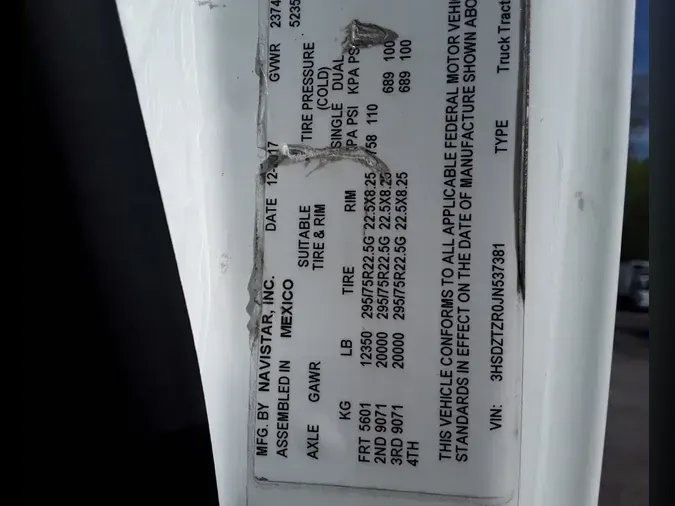 MFG. BY NAVISTAR, INC. DATE 12- 17 GVWR 2374
ASSEMBLED IN MEXICO 5235
AXLE GAWR SUITABLE TIRE & RIM TIRE PRESSURE (COLD)
SINGLE DUAL
KG LB TIRE RIM KPA PSI KPA PSI
FRT 5601 12350 295/75R22.5G 22.5X8.25 758 110
2ND 9071 20000 295/75R22.5G 22.5X8.25 689 100
3RD 9071 20000 295/75R22.5G 22.5X8.25 689 100
4TH
THIS VEHICLE CONFORMS TO ALL APPLICABLE FEDERAL MOTOR VEHI
STANDARDS IN EFFECT ON THE DATE OF MANUFACTURE SHOWN ABO
VIN: 3HSDZTZR0JN537381 TYPE Truck Tract